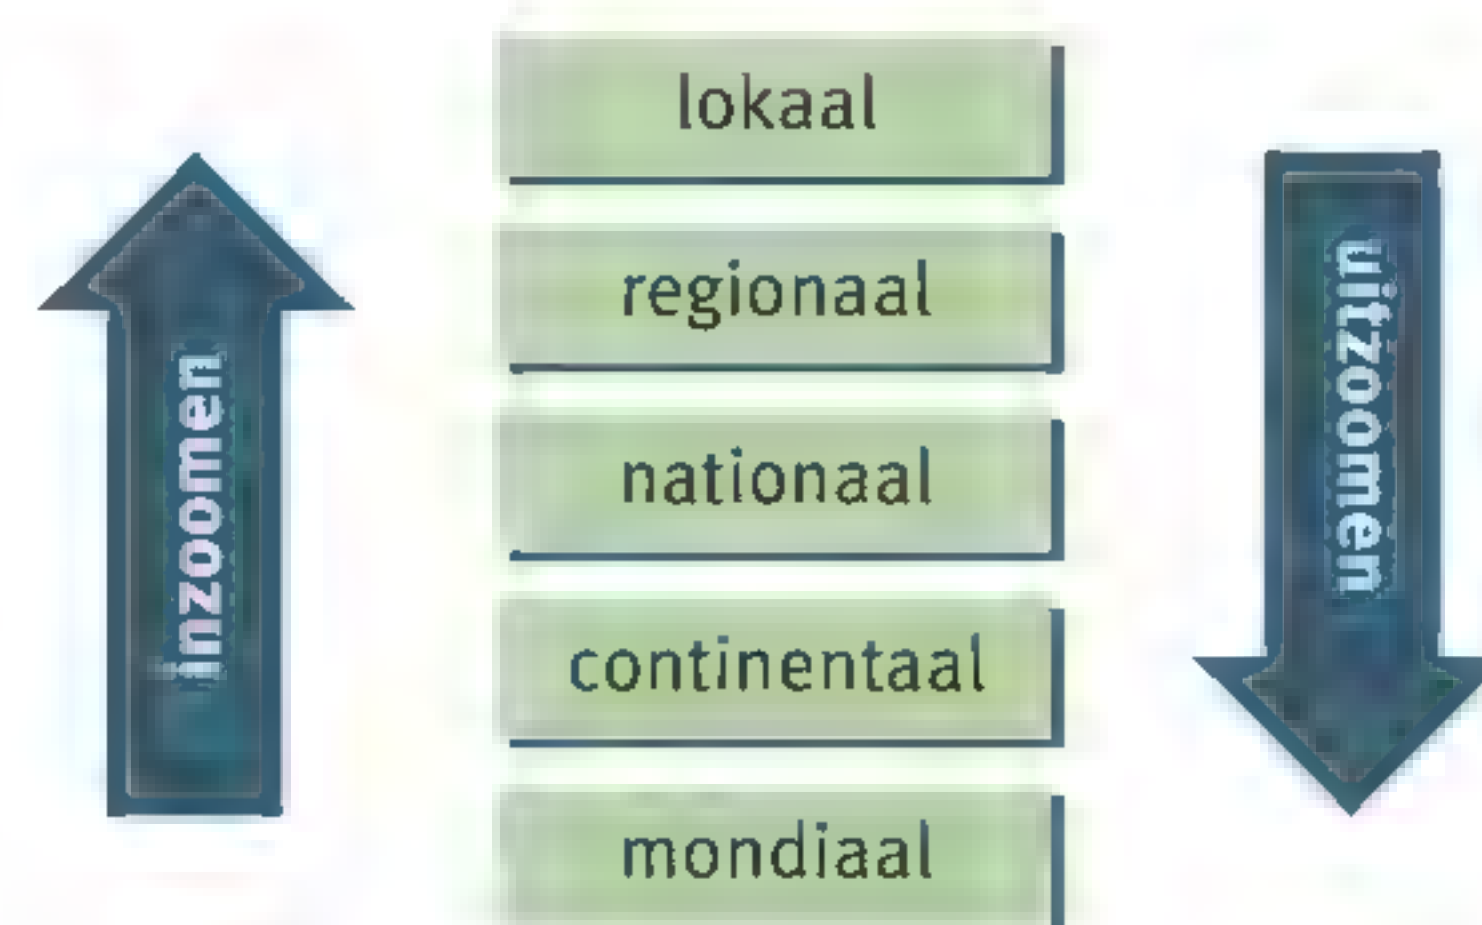 lokaal
regionaal
nationaal
continentaal
mondiaal
inzoomen
uitzoomen